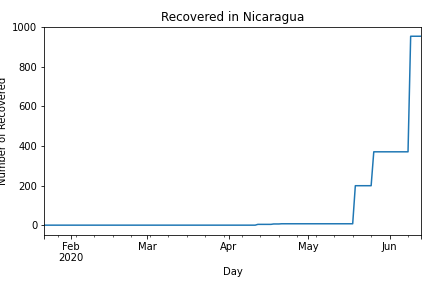 Recovered in Nicaragua
1000
800
600
400
200
0
Number of Recovered
Feb
2020
Mar
Apr
May
Jun
Day